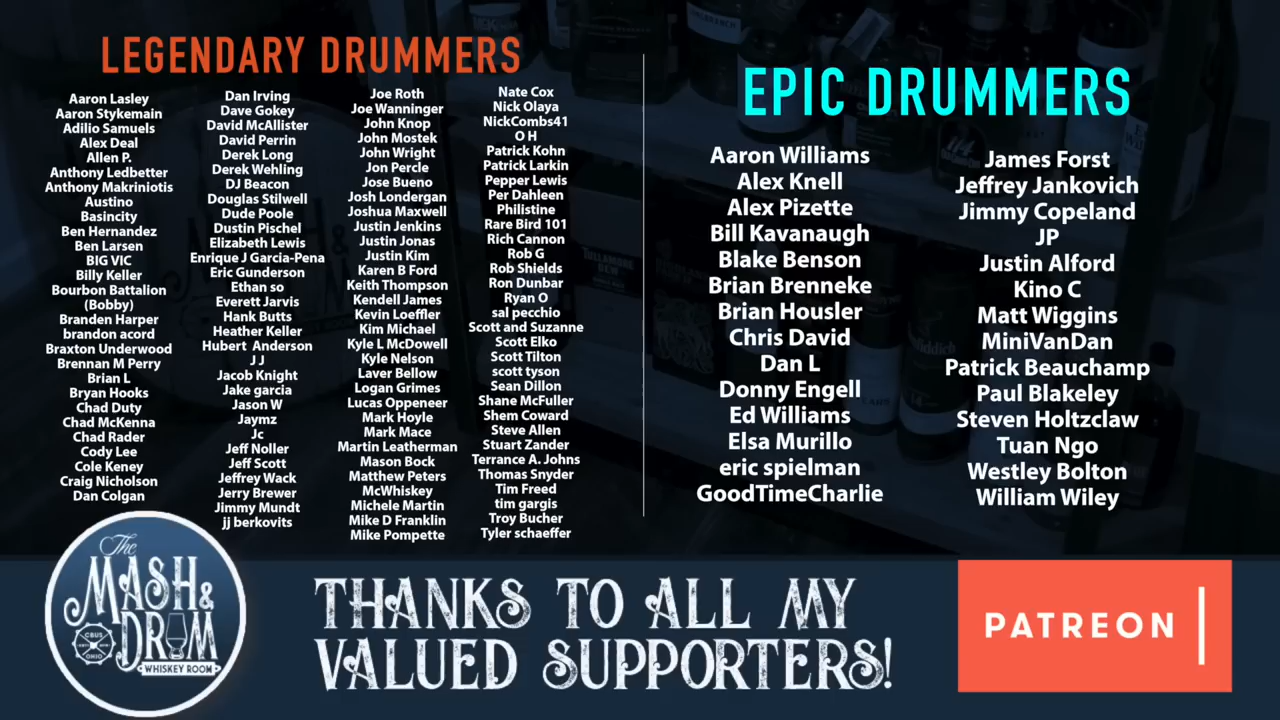 LEGENDARY DRUMMERS
Aaron Lasley
Aaron Stykemain
Adilio Samuels
Alex Deal
Allen P.
Anthony Ledbetter
Anthony Makriniotis
Austino
Basincity
Ben Hernandez
Ben Larsen
BIG VIC
Billy Keller
Bourbon Battalion
(Bobby)
Branden Harper
brandon acord
Braxton Underwood
Brennan M Perry
Brian L
Bryan Hooks
Chad Duty
Chad McKenna
Chad Rader
Cody Lee
Cole Keney
Craig Nicholson
Dan Colgan
Dan Irving
Dave Gokey
David McAllister
David Perrin
Derek Long
Derek Wehling
DJ Beacon
Douglas Stilwell
Dude Poole
Dustin Pischel
Elizabeth Lewis
Enrique J Garcia-Pena
Eric Gunderson
Ethan so
Everett Jarvis
Hank Butts
Heather Keller
Hubert Anderson
J J
Jacob Knight
Jake garcia
Jason W
Jaymz
Jc
Jeff Noller
Jeff Scott
Jeffrey Wack
Jerry Brewer
Jimmy Mundt
jj berkovits
Joe Roth
Joe Wanninger
John Knop
John Mostek
John Wright
Jon Percle
Jose Bueno
Josh Londergan
Joshua Maxwell
Justin Jenkins
Justin Jonas
Justin Kim
Karen B Ford
Keith Thompson
Kendell James
Kevin Loeffler
Kim Michael
Kyle L McDowell
Kyle Nelson
Laver Bellow
Logan Grimes
Lucas Oppeneer
Mark Hoyle
Mark Mace
Martin Leatherman
Mason Bock
Matthew Peters
McWhiskey
Michele Martin
Mike D Franklin
Mike Pompette
Nate Cox
Nick Olaya
NickCombs41
O H
Patrick Kohn
Patrick Larkin
Pepper Lewis
Per Dahleen
Philistine
Rare Bird 101
Rich Cannon
Rob G
Rob Shields
Ron Dunbar
Ryan O
sal pecchio
Scott and Suzanne
Scott Elko
Scott Tilton
scott tyson
Sean Dillon
Shane McFuller
Shem Coward
Steve Allen
Stuart Zander
Terrance A. Johns
Thomas Snyder
Tim Freed
tim gargis
Troy Bucher
Tyler schaeffer
EPIC DRUMMERS
Aaron Williams
Alex Knell
Alex Pizette
Bill Kavanaugh
Blake Benson
Brian Brenneke
Brian Housler
Chris David
Dan L
Donny Engell
Ed Williams
Elsa Murillo
eric spielman
GoodTimeCharlie
James Forst
Jeffrey Jankovich
Jimmy Copeland
JP
Justin Alford
Kino C
Matt Wiggins
MiniVanDan
Patrick Beauchamp
Paul Blakeley
Steven Holtzclaw
Tuan Ngo
Westley Bolton
William Wiley
The
MASH &
DRUM
CBUS
OHIO
WHISKEY ROOM
THANKS TO ALL MY
VALUED SUPPORTERS!
PATREON